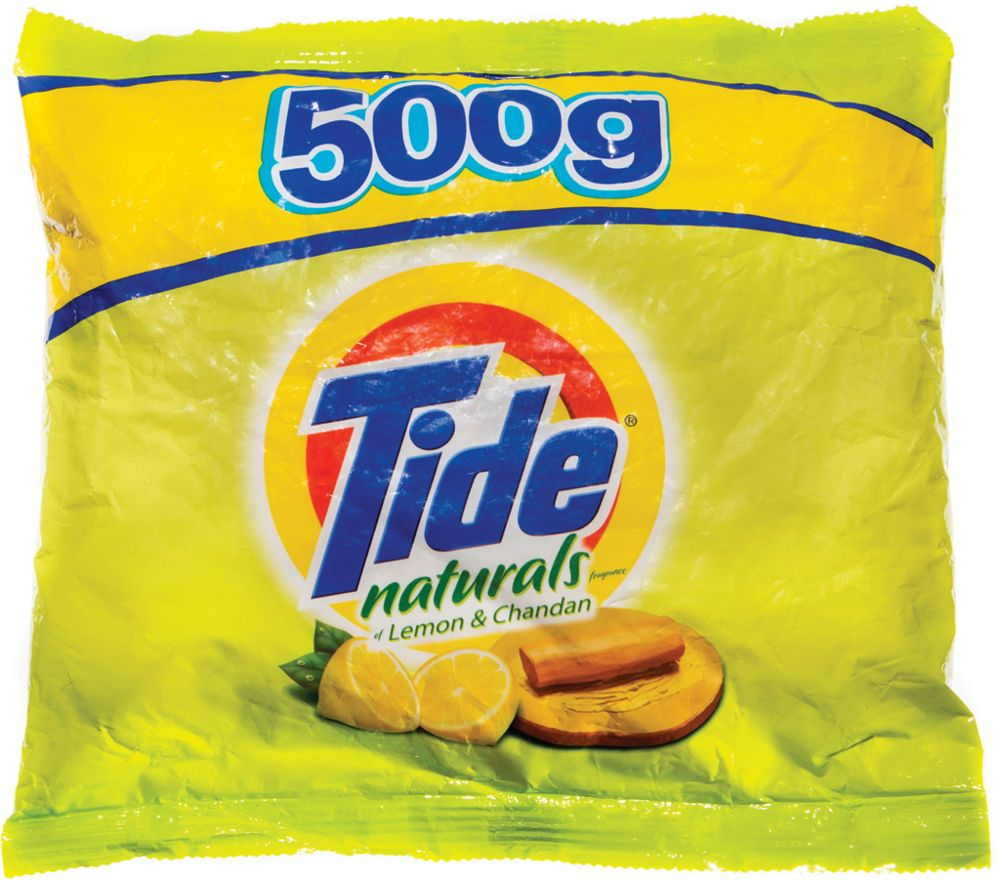 500g
Tide®
naturals fragrance
of Lemon & Chandan